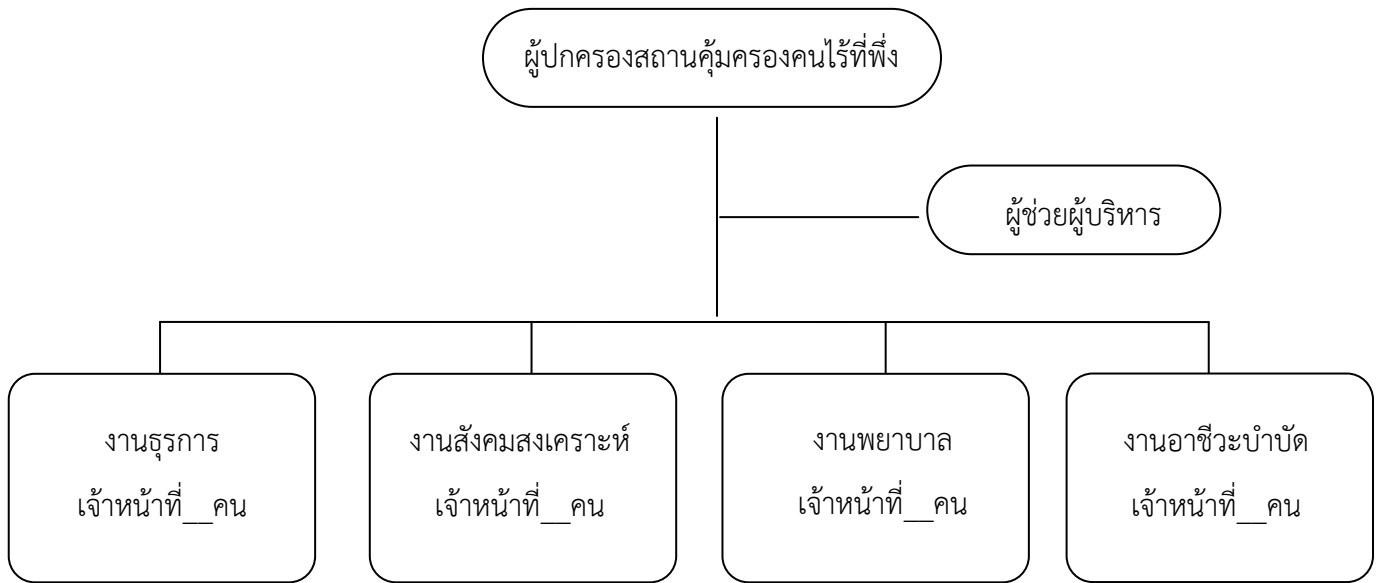 ผู้ปกครองสถานคุ้มครองคนไร้ที่พึ่ง
ผู้ช่วยผู้บริหาร
งานธุรการ
เจ้าหน้าที่__คน
งานสังคมสงเคราะห์
เจ้าหน้าที่__คน
งานพยาบาล
เจ้าหน้าที่__คน
งานอาชีวะบำบัด
เจ้าหน้าที่__คน